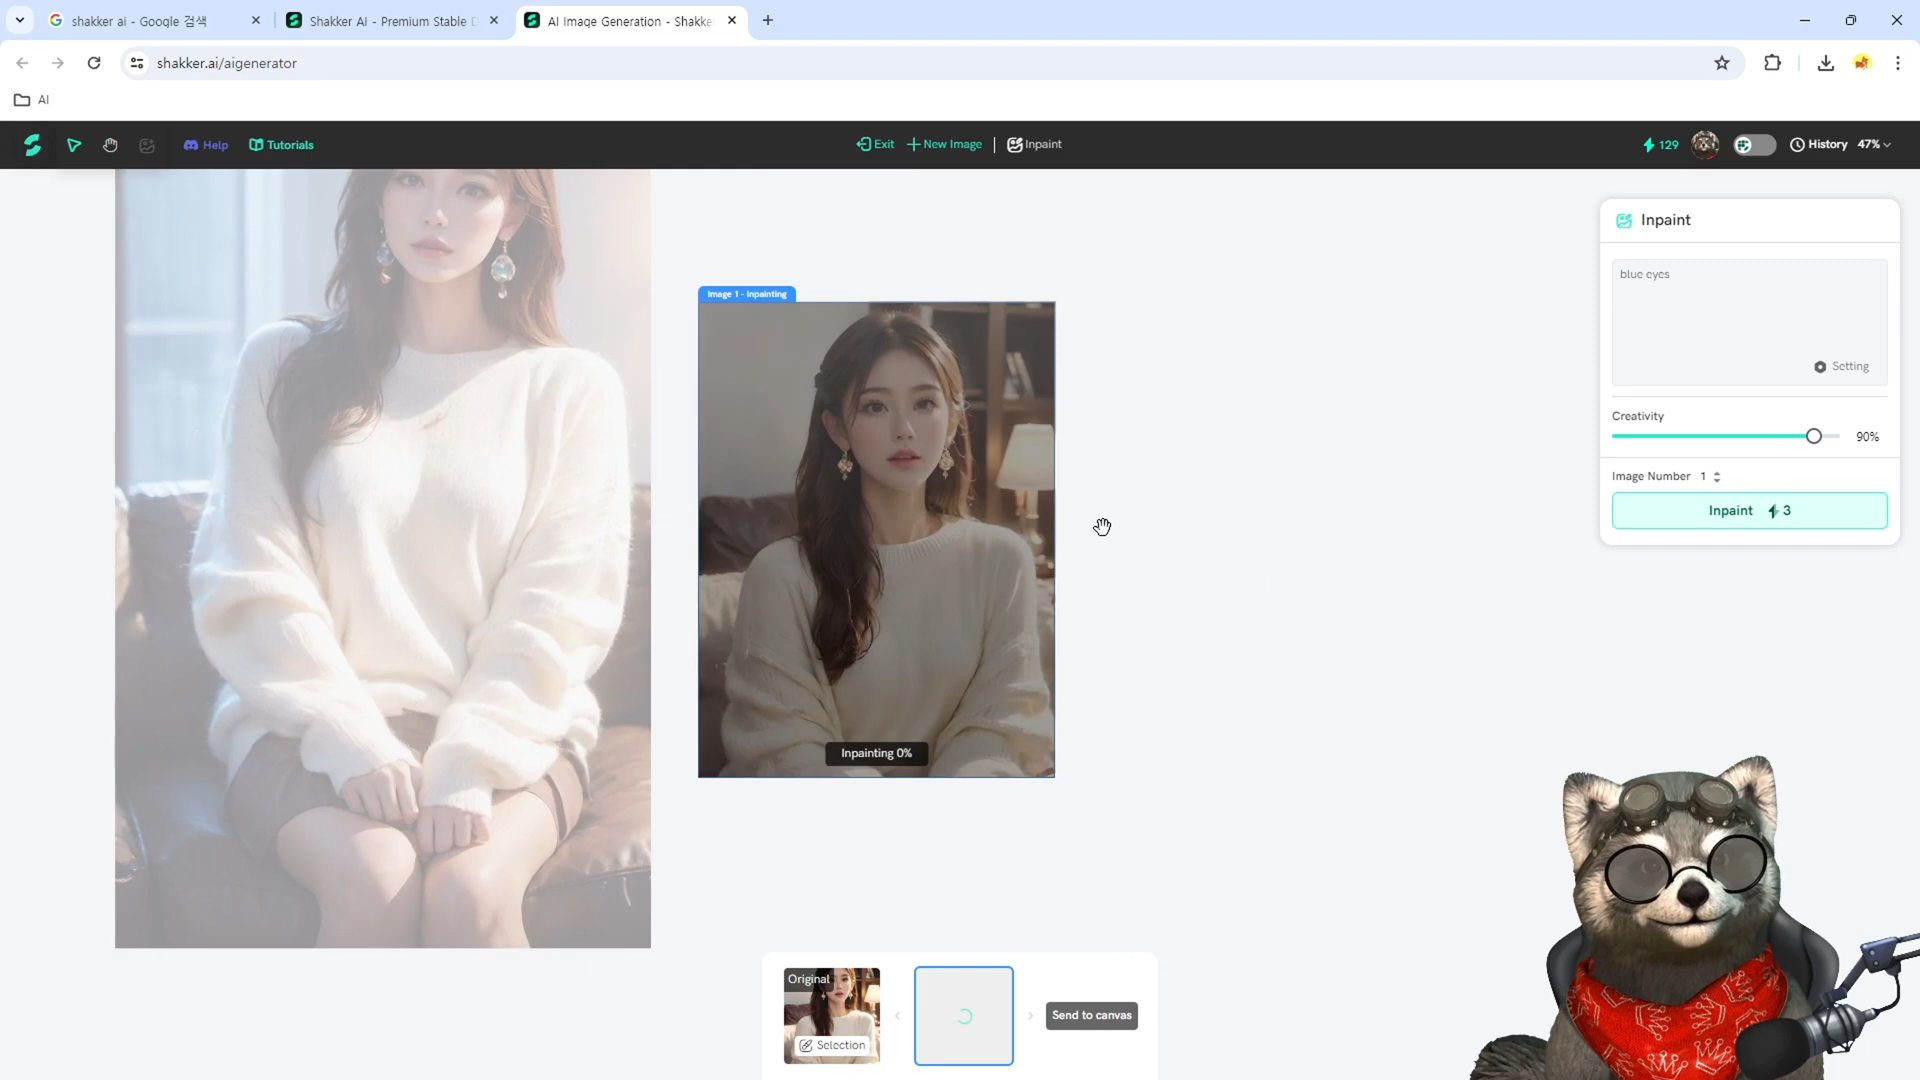 shakker ai - Google 검색
Shakker AI - Premium Stable D
AI Image Generation - Shakke
shakker.ai/aigenerator
AI
Help
Tutorials
Exit
New Image
Inpaint
129
History
47%
Image 1 - Inpainting
Inpainting 0%
Inpaint
blue eyes
Setting
Creativity
90%
Image Number 1
Inpaint 3
Original
Selection
Send to canvas